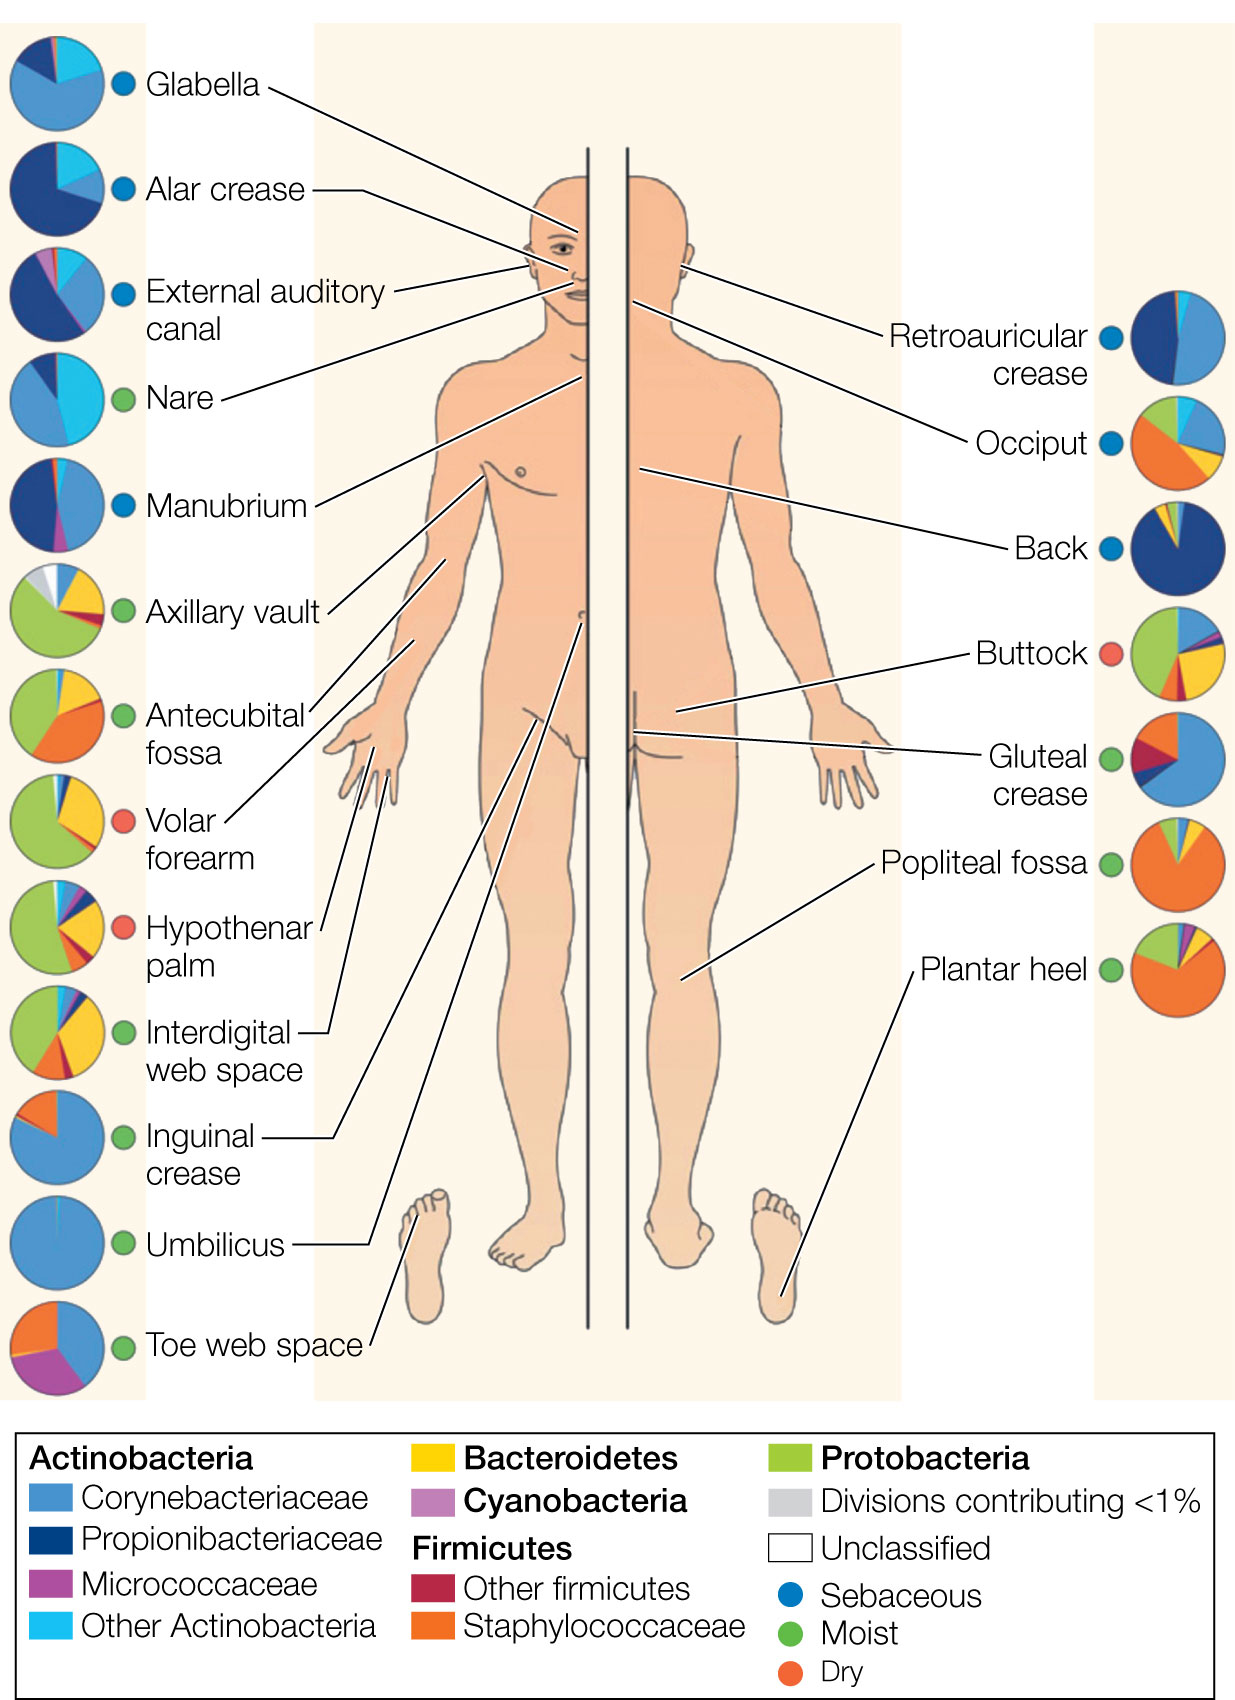 Glabella
Alar crease
External auditory
canal
Nare
Manubrium
Axillary vault
Antecubital
fossa
Volar
forearm
Hypothenar
palm
Interdigital
web space
Inguinal
crease
Umbilicus
Toe web space
Retroauricular
crease
Occiput
Back
Buttock
Gluteal
crease
Popliteal fossa
Plantar heel
Actinobacteria
Corynebacteriaceae
Propionibacteriaceae
Micrococcaceae
Other Actinobacteria
Bacteroidetes
Cyanobacteria
Firmicutes
Other firmicutes
Staphylococcaceae
Protobacteria
Divisions contributing <1%
Unclassified
Sebaceous
Moist
Dry